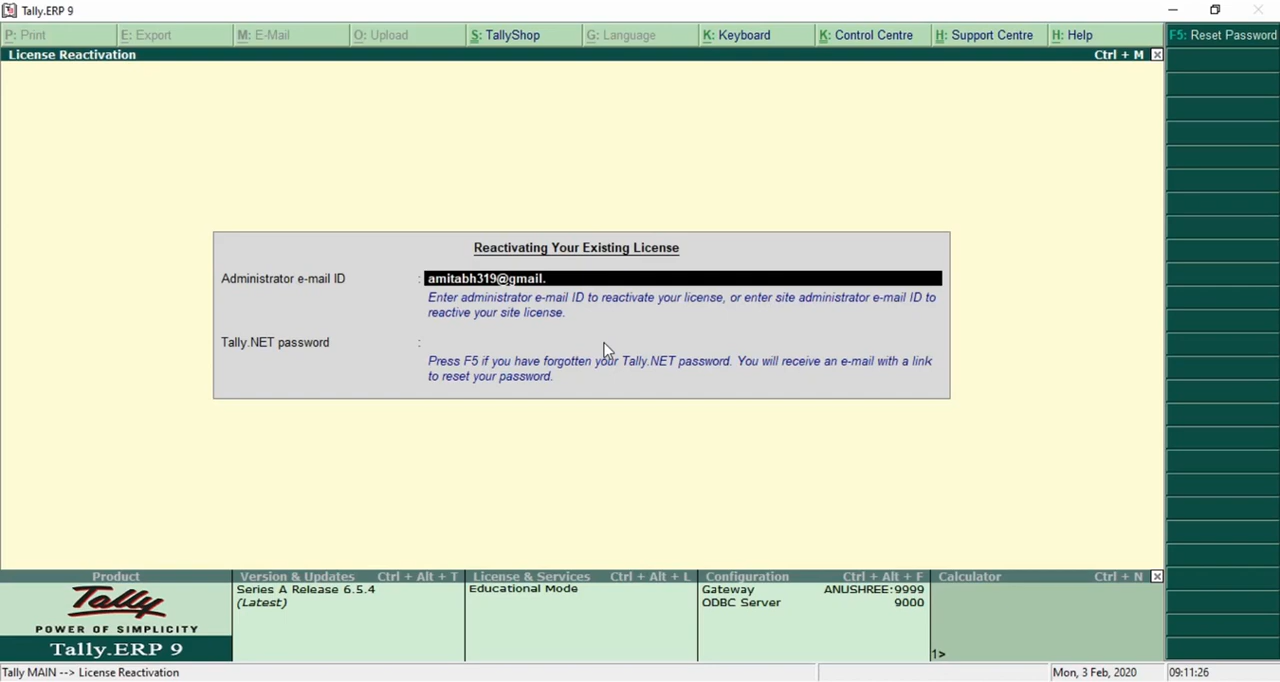 Tally.ERP 9
P: Print E: Export M: E-Mail O: Upload S: TallyShop G: Language K: Keyboard K: Control Centre H: Support Centre H: Help F5: Reset Password
License Reactivation Ctrl + M
Reactivating Your Existing License
Administrator e-mail ID : amitabh319@gmail.
Enter administrator e-mail ID to reactivate your license, or enter site administrator e-mail ID to
reactive your site license.
Tally.NET password :
Press F5 if you have forgotten your Tally.NET password. You will receive an e-mail with a link
to reset your password.
Product Version & Updates Ctrl + Alt + T License & Services Ctrl + Alt + L Configuration Ctrl + Alt + F Calculator Ctrl + N
Series A Release 6.5.4 Educational Mode Gateway ANUSHREE:9999
(Latest) ODBC Server 9000
Tally
POWER OF SIMPLICITY
Tally.ERP 9
1>
Tally MAIN --> License Reactivation Mon, 3 Feb, 2020 09:11:26